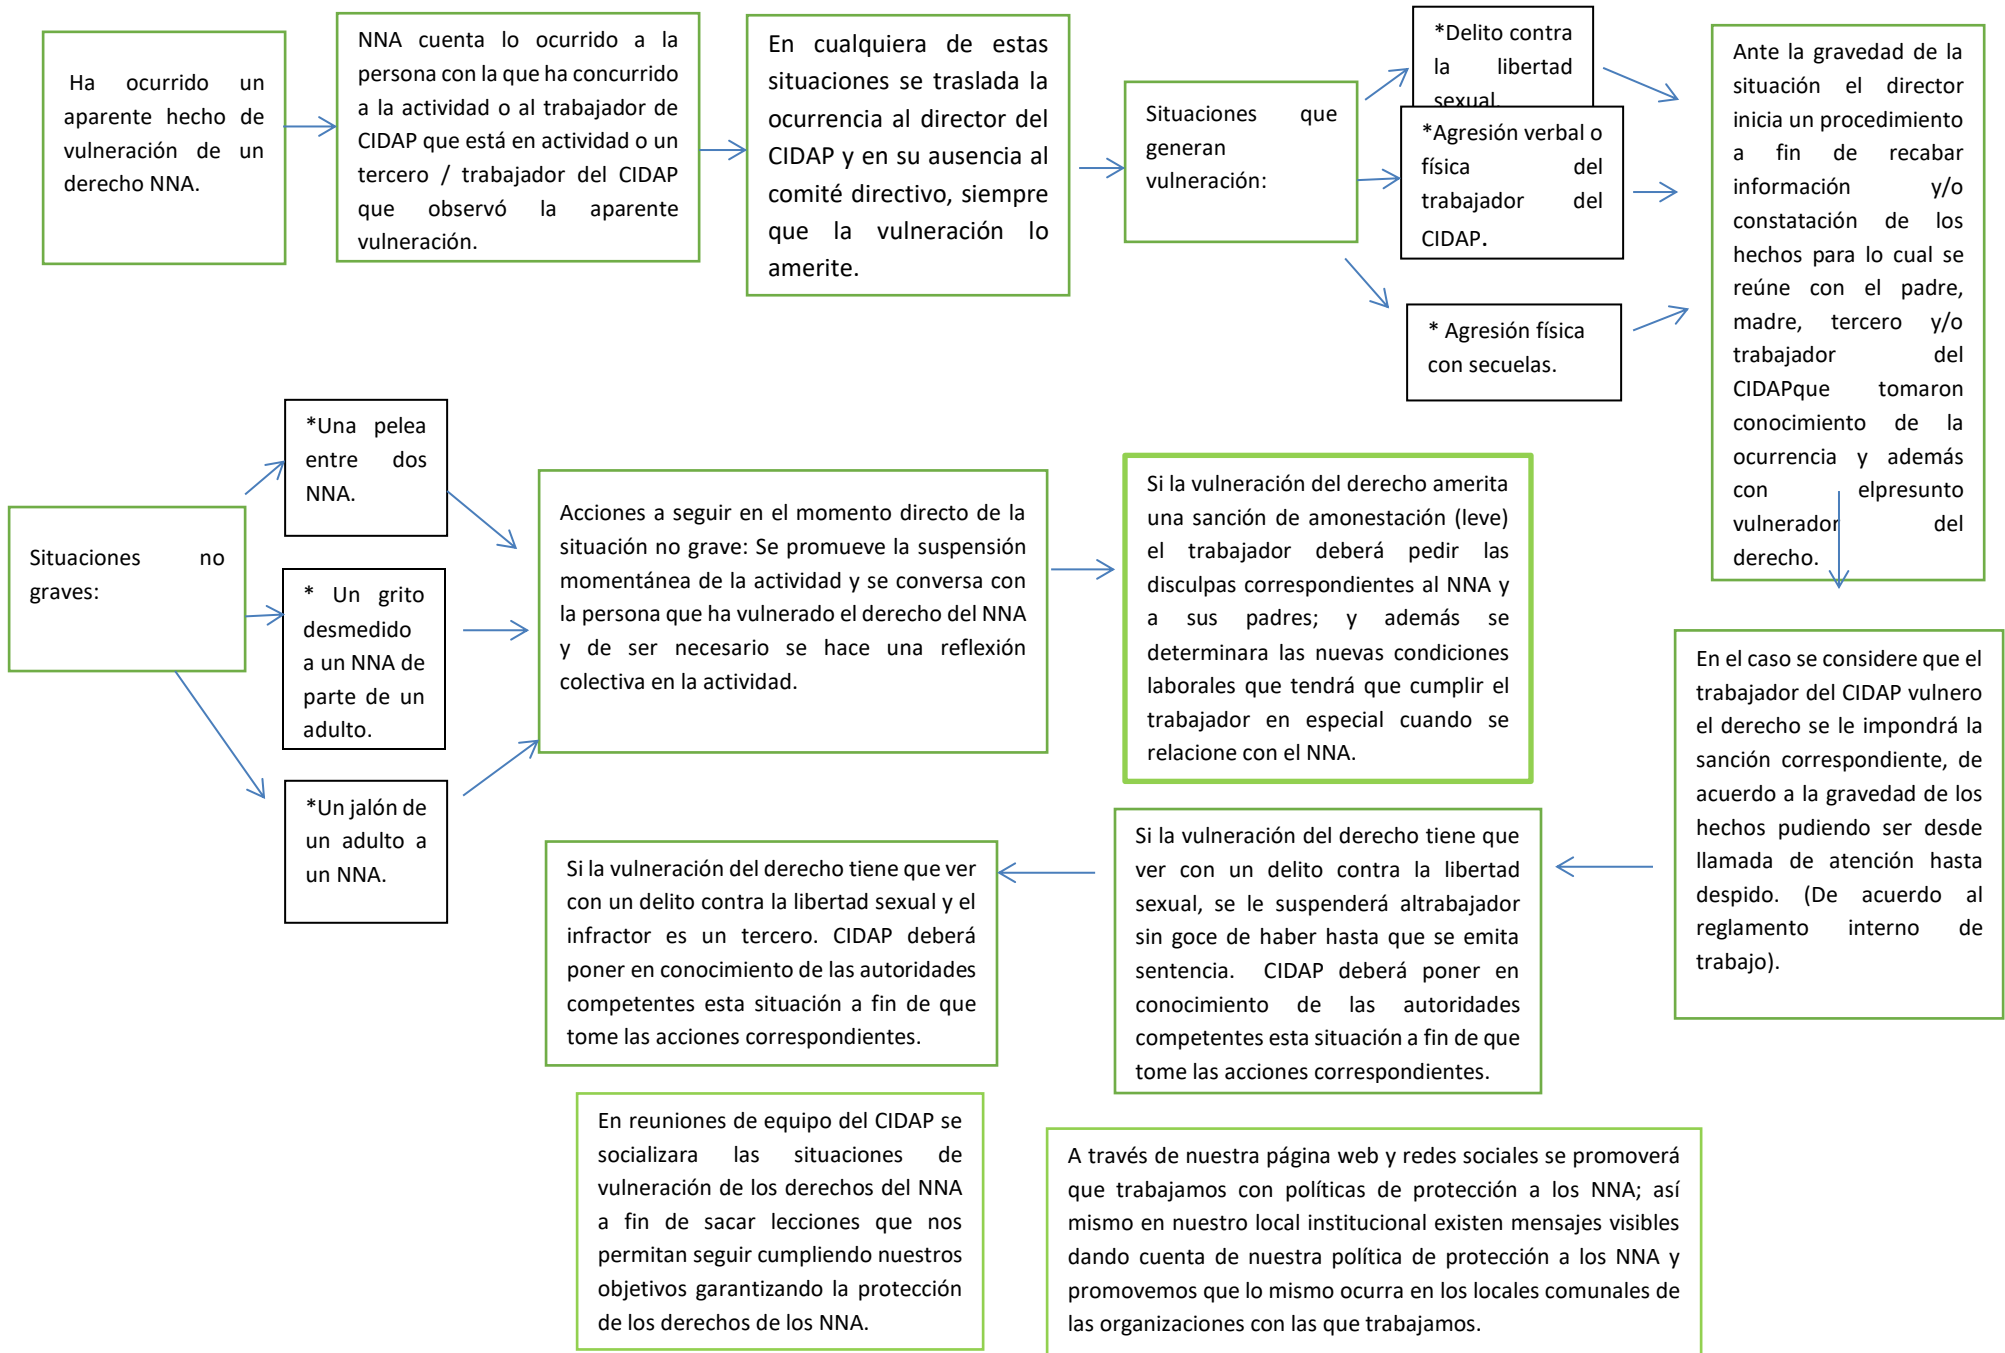 Ha ocurrido un
aparente hecho de
vulneración de un
derecho NNA.
NNA cuenta lo ocurrido a la
persona con la que ha concurrido
a la actividad o al trabajador de
CIDAP que está en actividad o un
tercero / trabajador del CIDAP
que observó la aparente
vulneración.
En cualquiera de estas
situaciones se traslada la
ocurrencia al director del
CIDAP y en su ausencia al
comité directivo, siempre
que la vulneración lo
amerite.
Situaciones que
generan
vulneración:
*Delito contra
la libertad
sexual.
*Agresión verbal o
física del
trabajador del
CIDAP.
* Agresión física
con secuelas.
Ante la gravedad de la
situación el director
inicia un procedimiento
a fin de recabar
información y/o
constatación de los
hechos para lo cual se
reúne con el padre,
madre, tercero y/o
trabajador del
CIDAPque tomaron
conocimiento de la
ocurrencia y además
con elpresunto
vulnerador del
derecho.
Situaciones no
graves:
*Una pelea
entre dos
NNA.
* Un grito
desmedido
a un NNA de
parte de un
adulto.
*Un jalón de
un adulto a
un NNA.
Acciones a seguir en el momento directo de la
situación no grave: Se promueve la suspensión
momentánea de la actividad y se conversa con
la persona que ha vulnerado el derecho del NNA
y de ser necesario se hace una reflexión
colectiva en la actividad.
Si la vulneración del derecho amerita
una sanción de amonestación (leve)
el trabajador deberá pedir las
disculpas correspondientes al NNA y
a sus padres; y además se
determinara las nuevas condiciones
laborales que tendrá que cumplir el
trabajador en especial cuando se
relacione con el NNA.
En el caso se considere que el
trabajador del CIDAP vulnero
el derecho se le impondrá la
sanción correspondiente, de
acuerdo a la gravedad de los
hechos pudiendo ser desde
llamada de atención hasta
despido. (De acuerdo al
reglamento interno de
trabajo).
Si la vulneración del derecho tiene que
ver con un delito contra la libertad
sexual, se le suspenderá altrabajador
sin goce de haber hasta que se emita
sentencia. CIDAP deberá poner en
conocimiento de las autoridades
competentes esta situación a fin de que
tome las acciones correspondientes.
Si la vulneración del derecho tiene que ver
con un delito contra la libertad sexual y el
infractor es un tercero. CIDAP deberá
poner en conocimiento de las autoridades
competentes esta situación a fin de que
tome las acciones correspondientes.
En reuniones de equipo del CIDAP se
socializara las situaciones de
vulneración de los derechos del NNA
a fin de sacar lecciones que nos
permitan seguir cumpliendo nuestros
objetivos garantizando la protección
de los derechos de los NNA.
A través de nuestra página web y redes sociales se promoverá
que trabajamos con políticas de protección a los NNA; así
mismo en nuestro local institucional existen mensajes visibles
dando cuenta de nuestra política de protección a los NNA y
promovemos que lo mismo ocurra en los locales comunales de
las organizaciones con las que trabajamos.